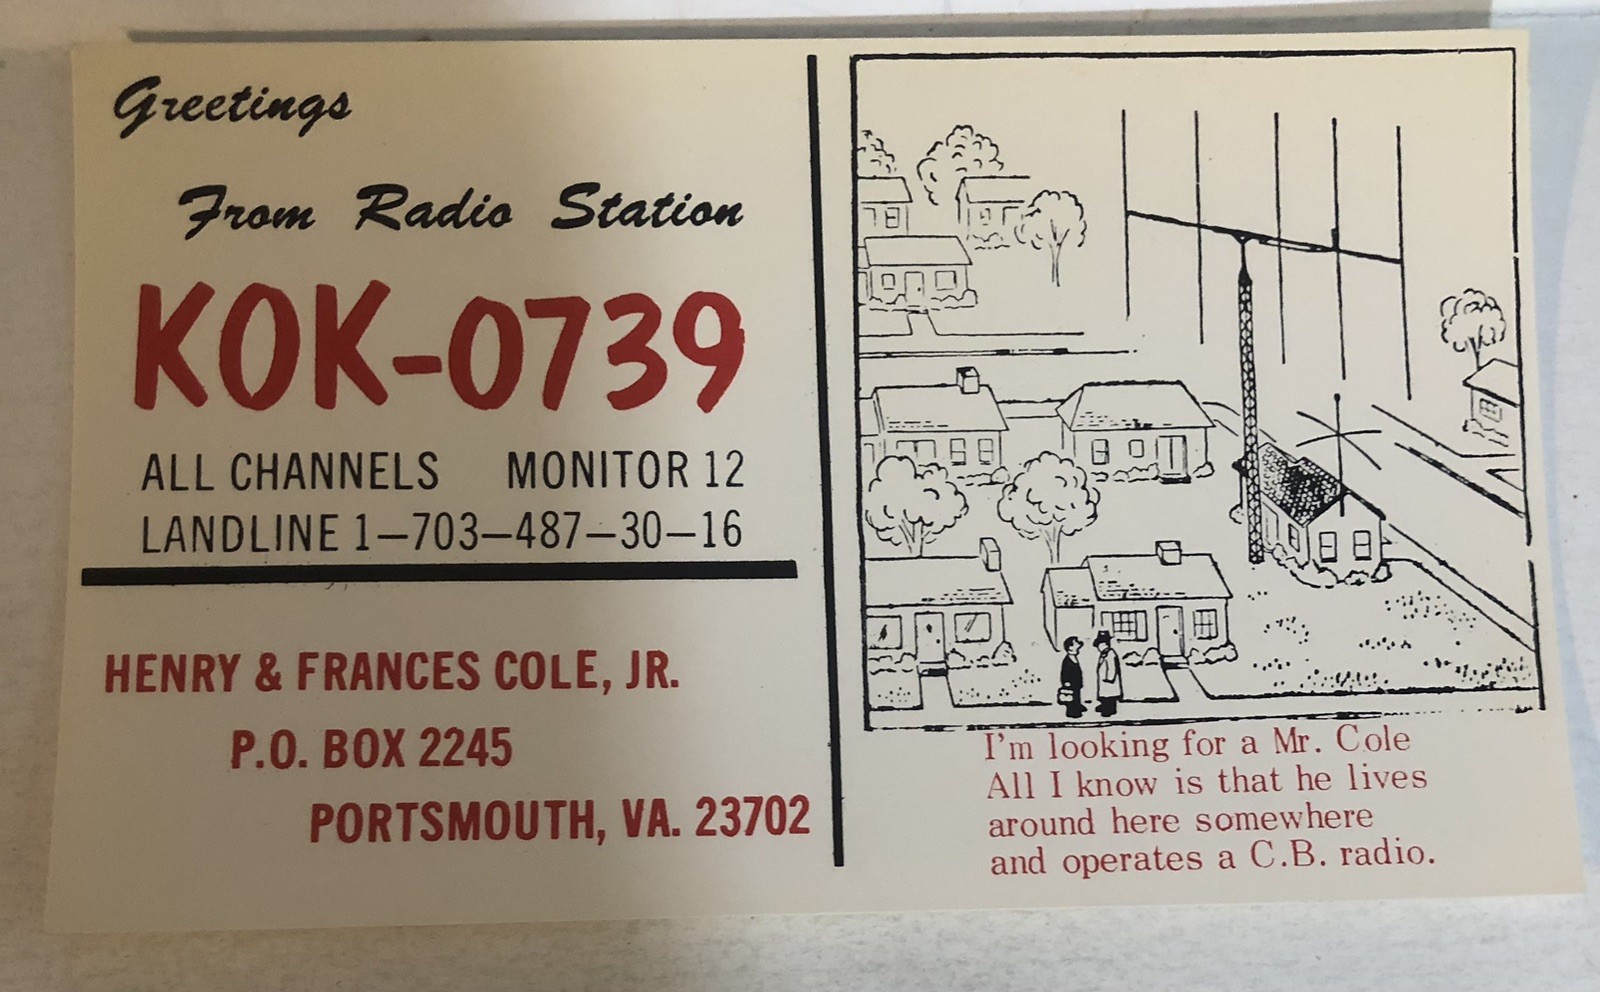 Greetings
From Radio Station
KOK-0739
ALL CHANNELS MONITOR 12
LANDLINE 1–703–487–30–16
HENRY & FRANCES COLE, JR.
P.O. BOX 2245
PORTSMOUTH, VA. 23702
I'm looking for a Mr. Cole
All I know is that he lives
around here somewhere
and operates a C.B. radio.